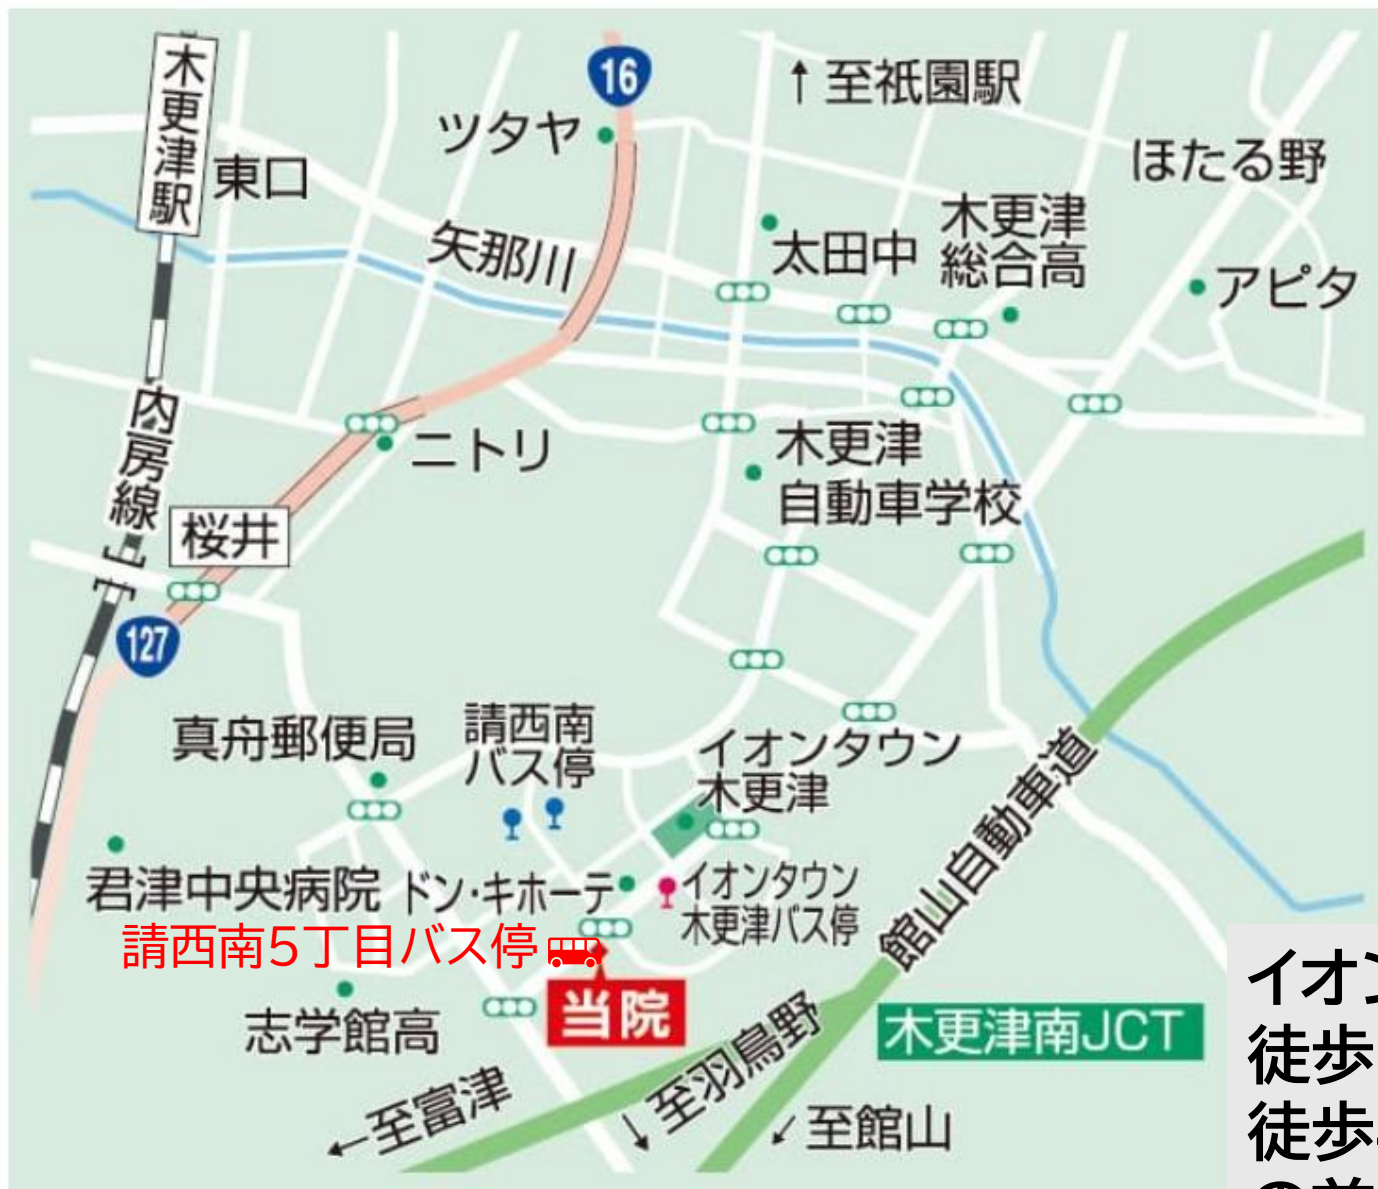 木更津駅
東口
16
ツタヤ
↑至祇園駅
ほたる野
矢那川
太田中
木更津
総合高
アピタ
内房線
ニトリ
木更津
自動車学校
桜井
127
真舟郵便局
請西南
バス停
イオンタウン
木更津
館山自動車道
君津中央病院
ドン・キホーテ
イオンタウン
木更津バス停
請西南5丁目バス停
当院
志学館高
木更津南JCT
←至富津
↓至羽鳥野
↙至館山
イオン
徒歩
徒歩
の前